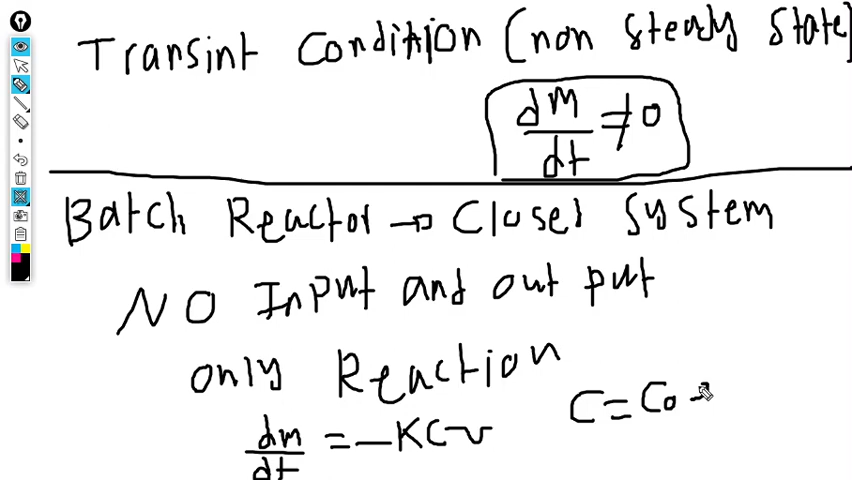 Transint Condition (non steady state)
dM/dt ≠ 0
Batch Reactor → Closed System
NO Input and out put
only Reaction
dm/dt = -KCV
C = Co